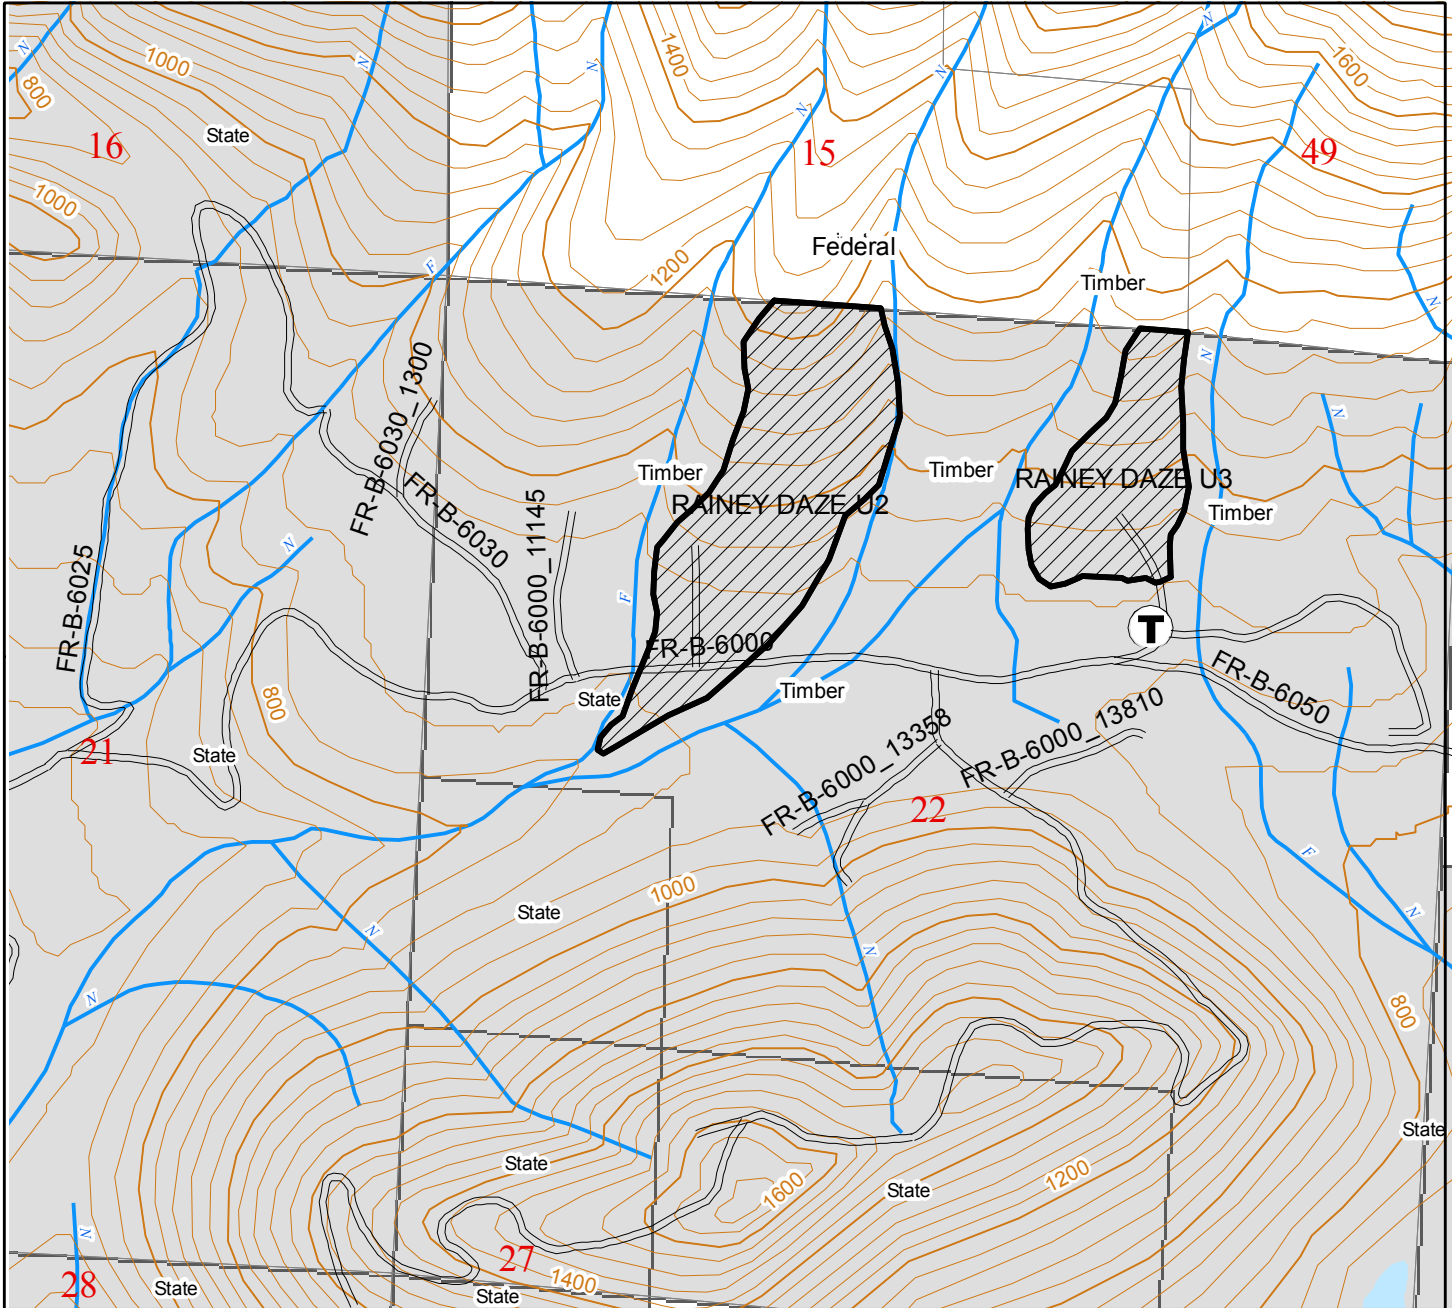 N
N
N
1000
1400
N
N
N
1600
800
16
State
15
49
1000
Federal
1200
F
Timber
N
N
FR-B-6030_1300
N
Timber
Timber
RAINEY DAZE U3
FR-B-6030
RAINEY DAZE U2
Timber
FR-B-6000_11145
N
FR-B-6025
F
T
FR-B-6000
FR-B-6050
800
State
Timber
FR-B-6000_13810
21
State
FR-B-6000_13358
22
F
1000
State
N
N
N
N
800
State
State
1200
State
1600
N
27
1400
28
State
State